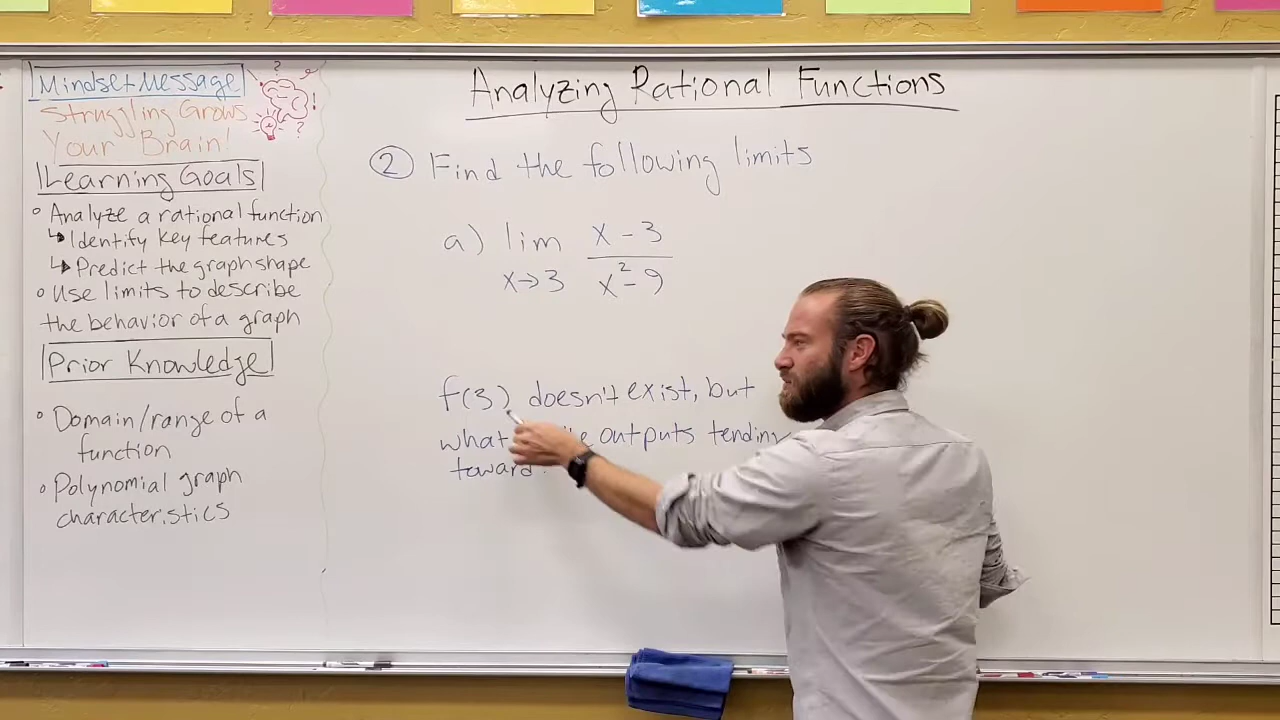 Mindset Message
Struggling Grows
Your Brain!
Learning Goals
◦ Analyze a rational function
↳ Identify key features
↳ Predict the graph shape
◦ Use limits to describe
the behavior of a graph
Prior Knowledge
◦ Domain/range of a
function
◦ Polynomial graph
characteristics
Analyzing Rational Functions
② Find the following limits
a) lim x - 3
x→3 x² - 9
f(3) doesn't exist, but
what outputs tending
toward